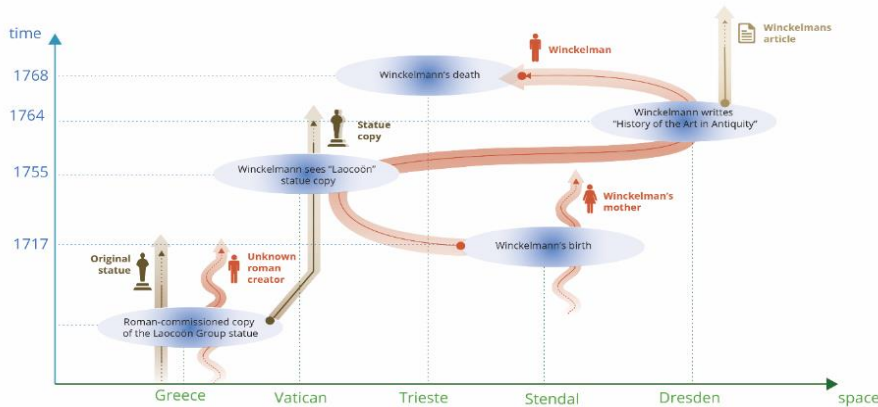 time
Winckelman
Winckelmans
article
1768
Winckelmann's death
1764
Winckelmann writtes
"History of the Art in Antiquity"
Statue
copy
1755
Winckelmann sees "Laocoön"
statue copy
Winckelman's
mother
1717
Winckelmann's birth
Original
statue
Unknown
roman
creator
Roman-commissioned copy
of the Laocoön Group statue
Greece
Vatican
Trieste
Stendal
Dresden
space